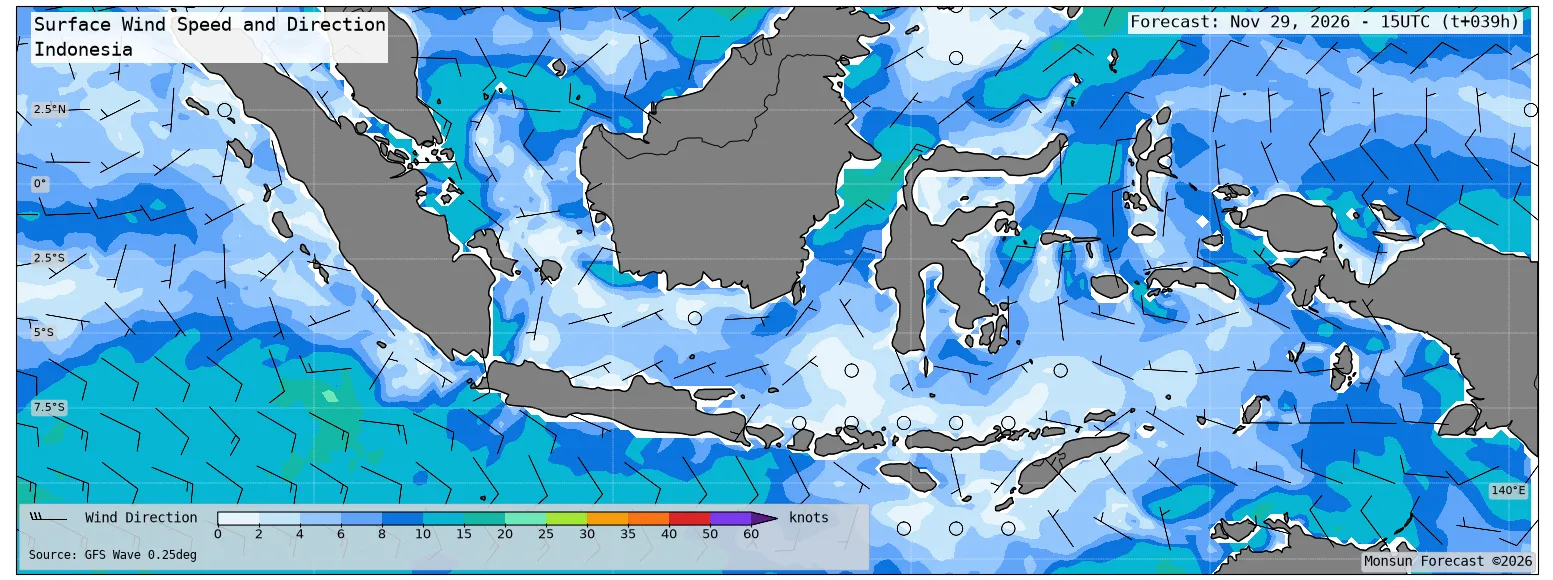 Surface Wind Speed and Direction
Indonesia
Forecast: Nov 29, 2026 - 15UTC (t+039h)
2.5°N
0°
2.5°S
5°S
7.5°S
140°E
Wind Direction
0 2 4 6 8 10 15 20 25 30 35 40 50 60
knots
Source: GFS Wave 0.25deg
Monsun Forecast ©2026